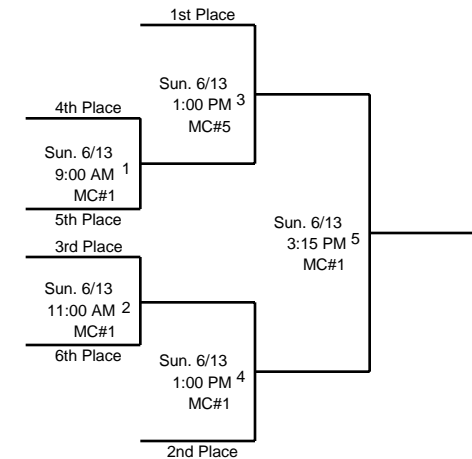 1st Place
Sun. 6/13
1:00 PM 3
MC#5
4th Place
Sun. 6/13
9:00 AM 1
MC#1
5th Place
Sun. 6/13
3:15 PM 5
MC#1
3rd Place
Sun. 6/13
11:00 AM 2
MC#1
6th Place
Sun. 6/13
1:00 PM 4
MC#1
2nd Place